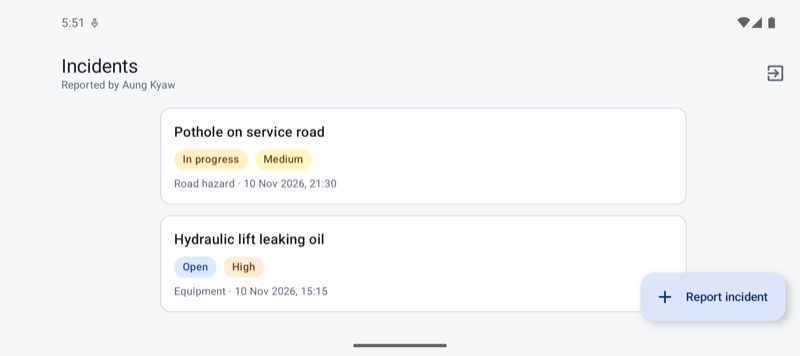 5:51
Incidents
Reported by Aung Kyaw
Pothole on service road
In progress Medium
Road hazard · 10 Nov 2026, 21:30
Hydraulic lift leaking oil
Open High
Equipment · 10 Nov 2026, 15:15
Report incident